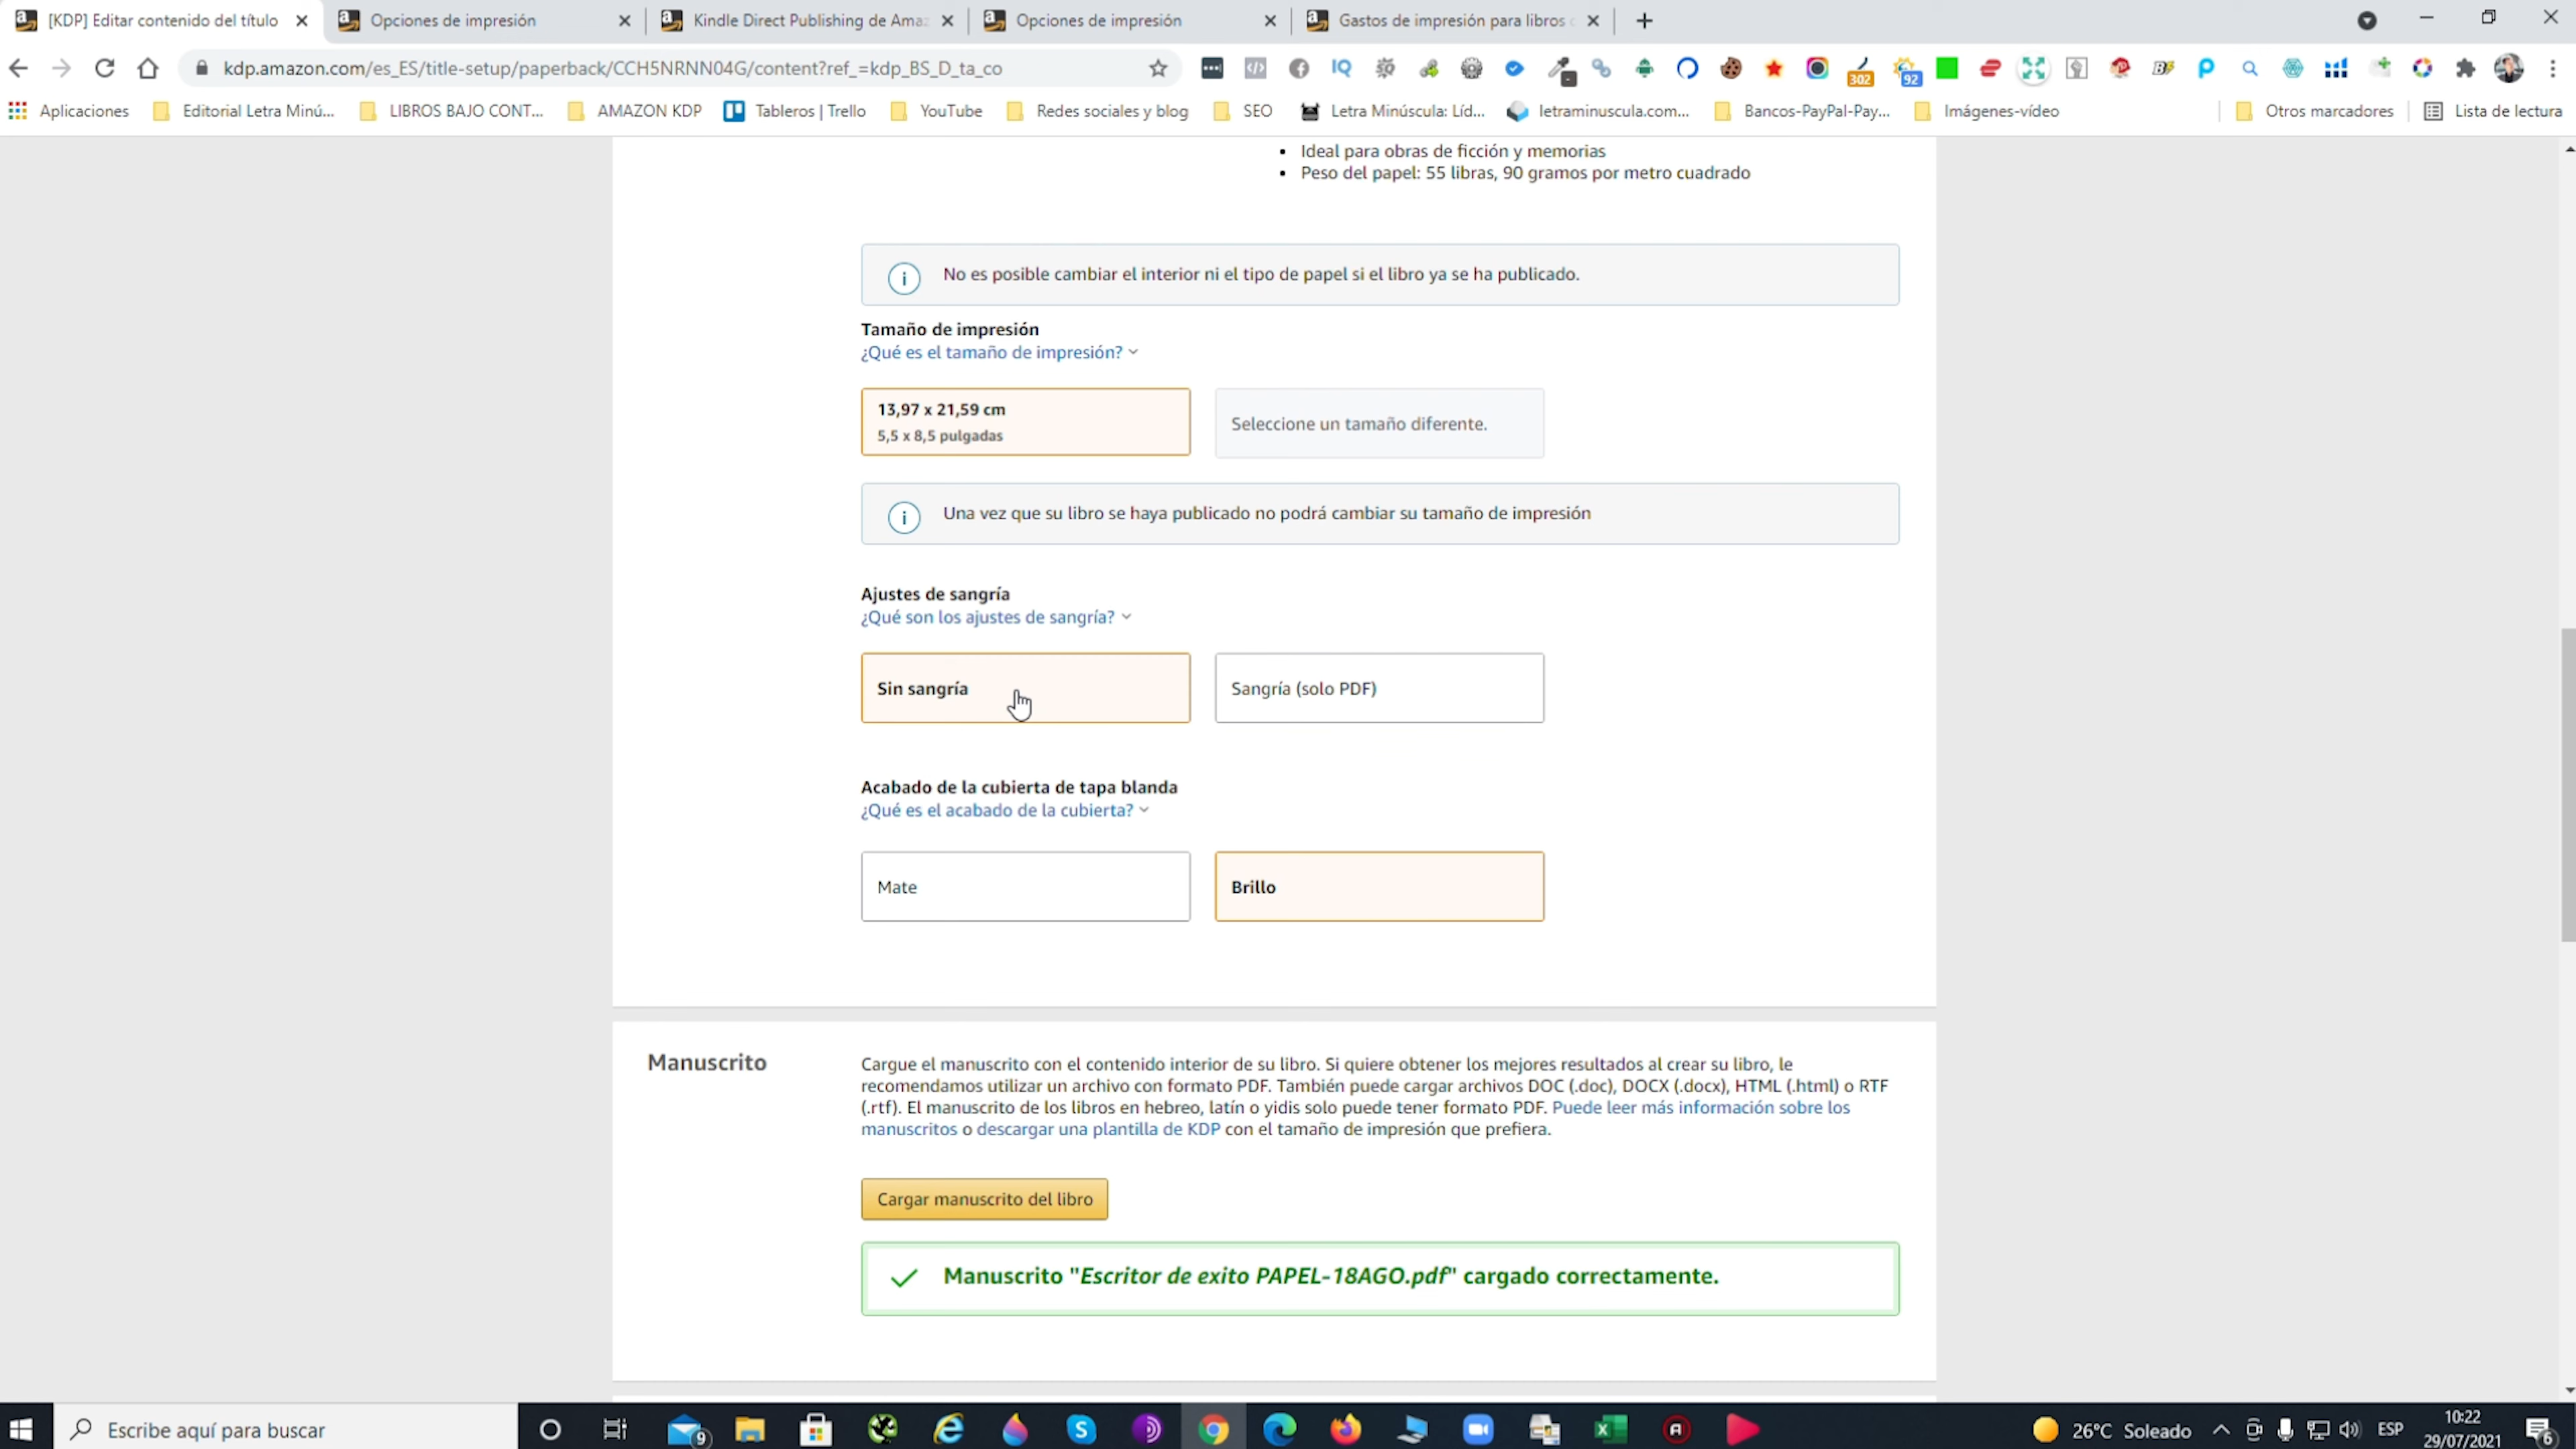 [KDP] Editar contenido del título
Opciones de impresión
Kindle Direct Publishing de Ama
Opciones de impresión
Gastos de impresión para libros
kdp.amazon.com/es_ES/title-setup/paperback/CCH5NRNN04G/content?ref_=kdp_BS_D_ta_co
IQ
302
92
Aplicaciones
Editorial Letra Minú...
LIBROS BAJO CONT...
AMAZON KDP
Tableros | Trello
YouTube
Redes sociales y blog
SEO
Letra Minúscula: Líd...
letraminuscula.com...
Bancos-PayPal-Pay...
Imágenes-vídeo
Otros marcadores
Lista de lectura
• Ideal para obras de ficción y memorias
• Peso del papel: 55 libras, 90 gramos por metro cuadrado
No es posible cambiar el interior ni el tipo de papel si el libro ya se ha publicado.
Tamaño de impresión
¿Qué es el tamaño de impresión?
13,97 x 21,59 cm
5,5 x 8,5 pulgadas
Seleccione un tamaño diferente.
Una vez que su libro se haya publicado no podrá cambiar su tamaño de impresión
Ajustes de sangría
¿Qué son los ajustes de sangría?
Sin sangría
Sangría (solo PDF)
Acabado de la cubierta de tapa blanda
¿Qué es el acabado de la cubierta?
Mate
Brillo
Manuscrito
Cargue el manuscrito con el contenido interior de su libro. Si quiere obtener los mejores resultados al crear su libro, le
recomendamos utilizar un archivo con formato PDF. También puede cargar archivos DOC (.doc), DOCX (.docx), HTML (.html) o RTF
(.rtf). El manuscrito de los libros en hebreo, latín o yidis solo puede tener formato PDF. Puede leer más información sobre los
manuscritos o descargar una plantilla de KDP con el tamaño de impresión que prefiera.
Cargar manuscrito del libro
Manuscrito "Escritor de exito PAPEL-18AGO.pdf" cargado correctamente.
Escribe aquí para buscar
9
26°C Soleado
ESP
10:22
29/07/2021
6